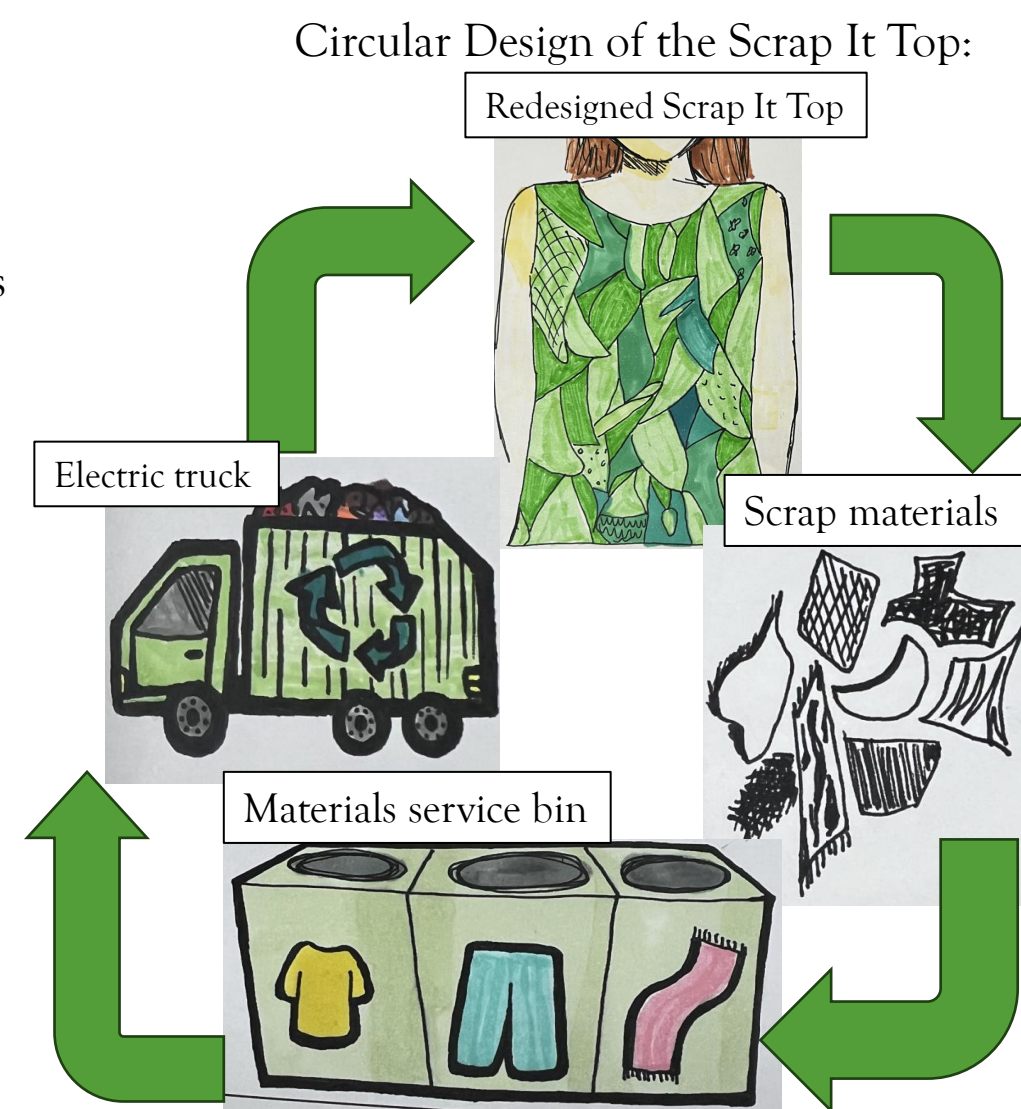 Circular Design of the Scrap It Top:
Redesigned Scrap It Top
s
Electric truck
Scrap materials
Materials service bin